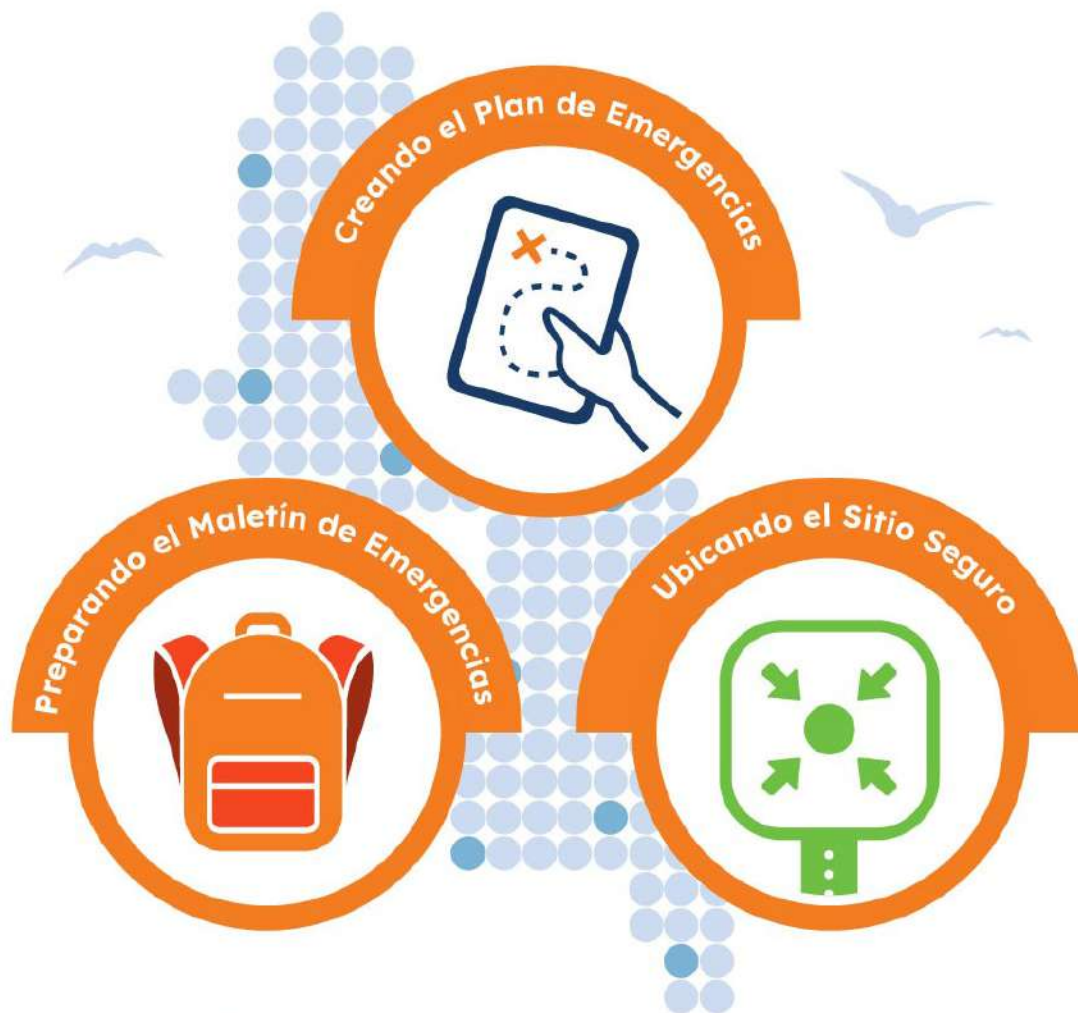 Creando el Plan de Emergencias
Preparando el Maletín de Emergencias
Ubicando el Sitio Seguro